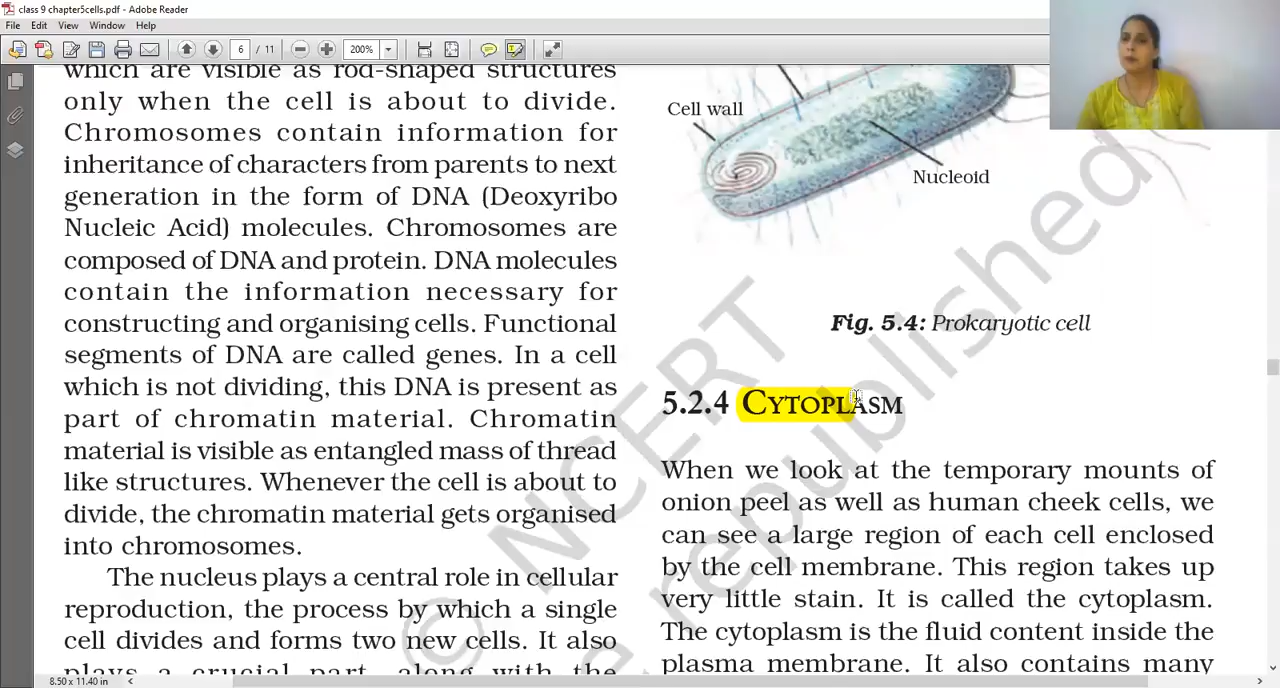 class 9 chapter5cells.pdf - Adobe Reader
File Edit View Window Help
6 / 11 200%
which are visible as rod-shaped structures
only when the cell is about to divide.
Chromosomes contain information for
inheritance of characters from parents to next
generation in the form of DNA (Deoxyribo
Nucleic Acid) molecules. Chromosomes are
composed of DNA and protein. DNA molecules
contain the information necessary for
constructing and organising cells. Functional
segments of DNA are called genes. In a cell
which is not dividing, this DNA is present as
part of chromatin material. Chromatin
material is visible as entangled mass of thread
like structures. Whenever the cell is about to
divide, the chromatin material gets organised
into chromosomes.
The nucleus plays a central role in cellular
reproduction, the process by which a single
cell divides and forms two new cells. It also
plays a crucial part, along with the
Cell wall
Nucleoid
Fig. 5.4: Prokaryotic cell
5.2.4 CYTOPLASM
When we look at the temporary mounts of
onion peel as well as human cheek cells, we
can see a large region of each cell enclosed
by the cell membrane. This region takes up
very little stain. It is called the cytoplasm.
The cytoplasm is the fluid content inside the
plasma membrane. It also contains many
© NCERT
be republished
8.50 x 11.40 in